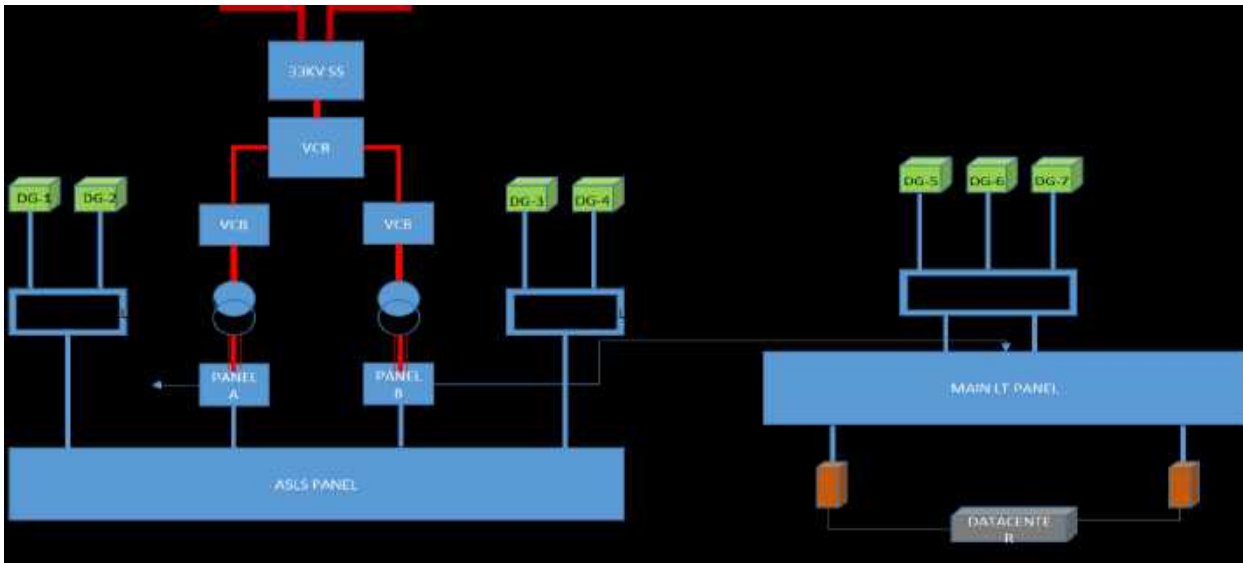 33KV SS
VCB
DG-1
DG-2
VCB
VCB
DG-3
DG-4
DG-5
DG-6
DG-7
PANEL
A
PANEL
B
MAIN LT PANEL
ASLS PANEL
DATACENTE
R